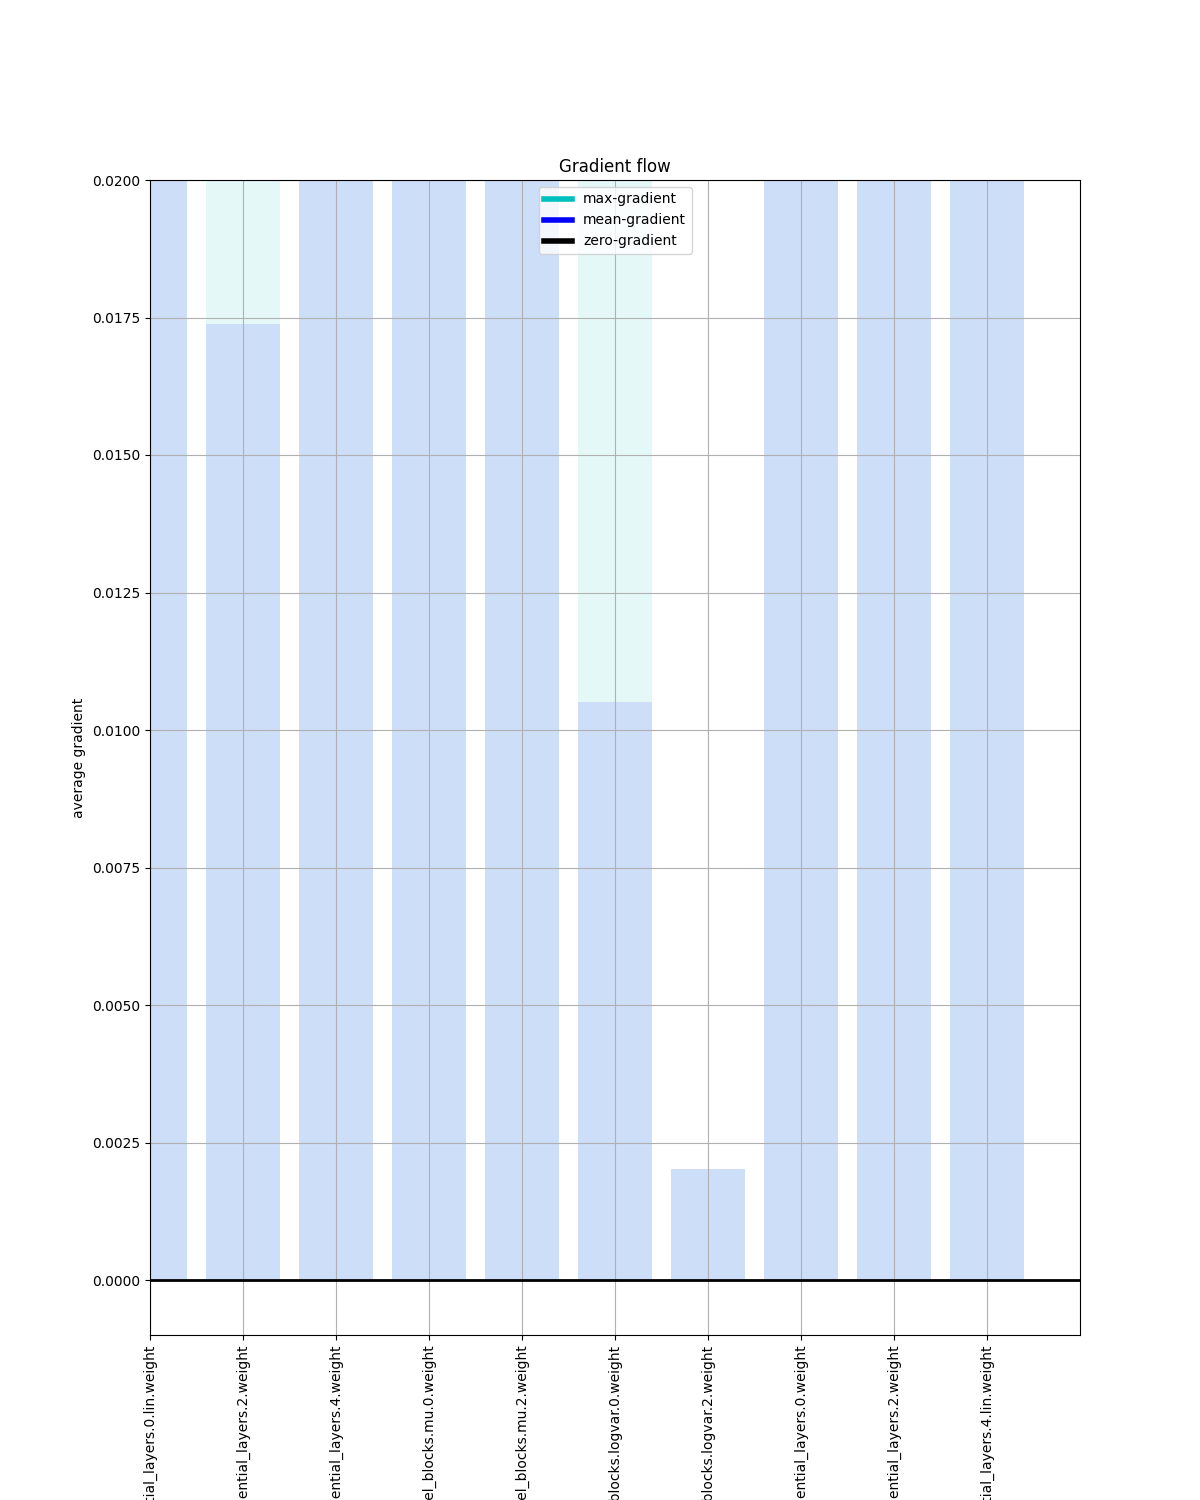 Gradient flow
max-gradient
mean-gradient
zero-gradient
0.0200
0.0175
0.0150
0.0125
0.0100
0.0075
0.0050
0.0025
0.0000
average gradient
tial_layers.0.lin.weight
ential_layers.2.weight
ential_layers.4.weight
el_blocks.mu.0.weight
el_blocks.mu.2.weight
blocks.logvar.0.weight
blocks.logvar.2.weight
ential_layers.0.weight
ential_layers.2.weight
tial_layers.4.lin.weight